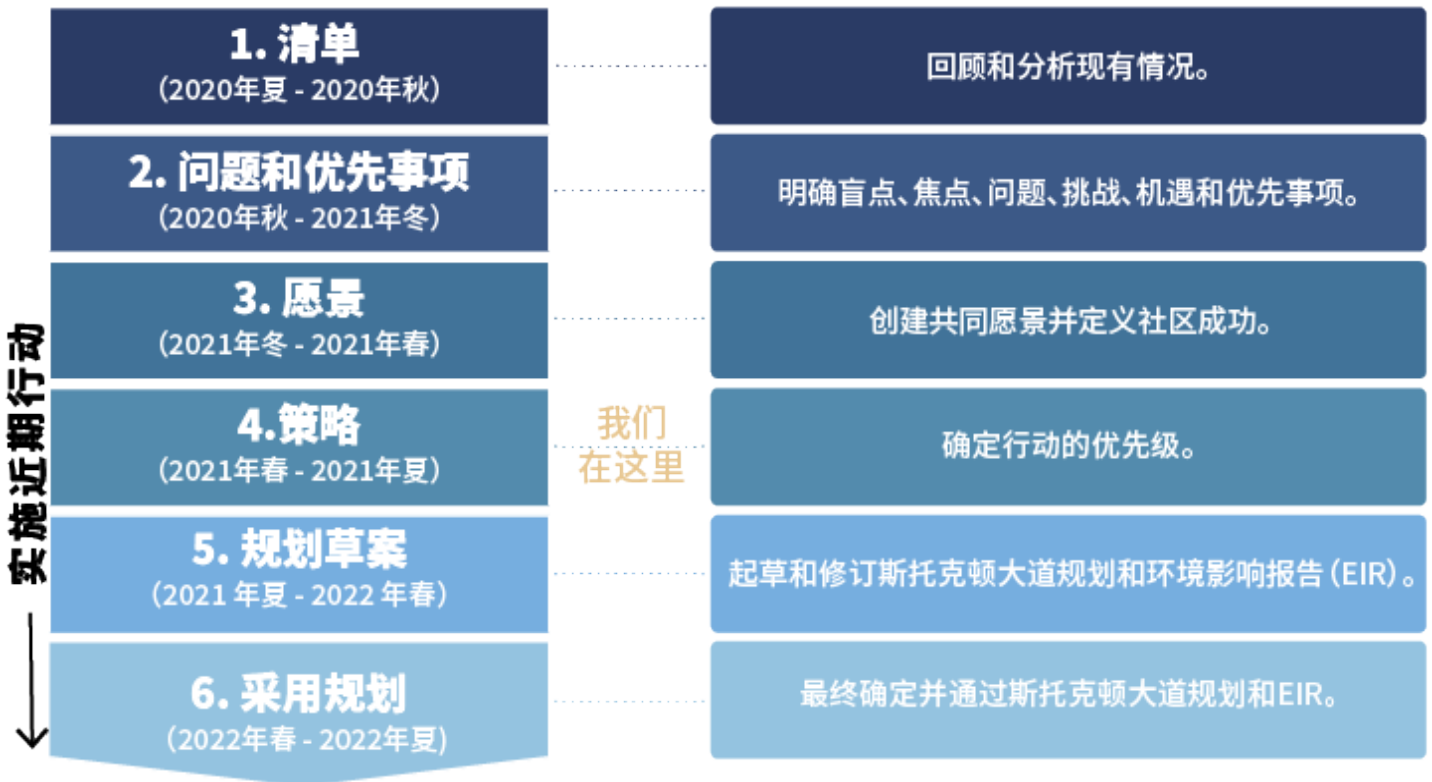 1. 清单
（2020年夏 - 2020年秋）
回顾和分析现有情况。
2. 问题和优先事项
（2020年秋 - 2021年冬）
明确盲点、焦点、问题、挑战、机遇和优先事项。
3. 愿景
（2021年冬 - 2021年春）
创建共同愿景并定义社区成功。
4.策略
（2021年春 - 2021年夏）
我们
在这里
确定行动的优先级。
5. 规划草案
（2021 年夏 - 2022 年春）
起草和修订斯托克顿大道规划和环境影响报告（EIR）。
6. 采用规划
（2022年春 - 2022年夏)
最终确定并通过斯托克顿大道规划和EIR。
实施近期行动